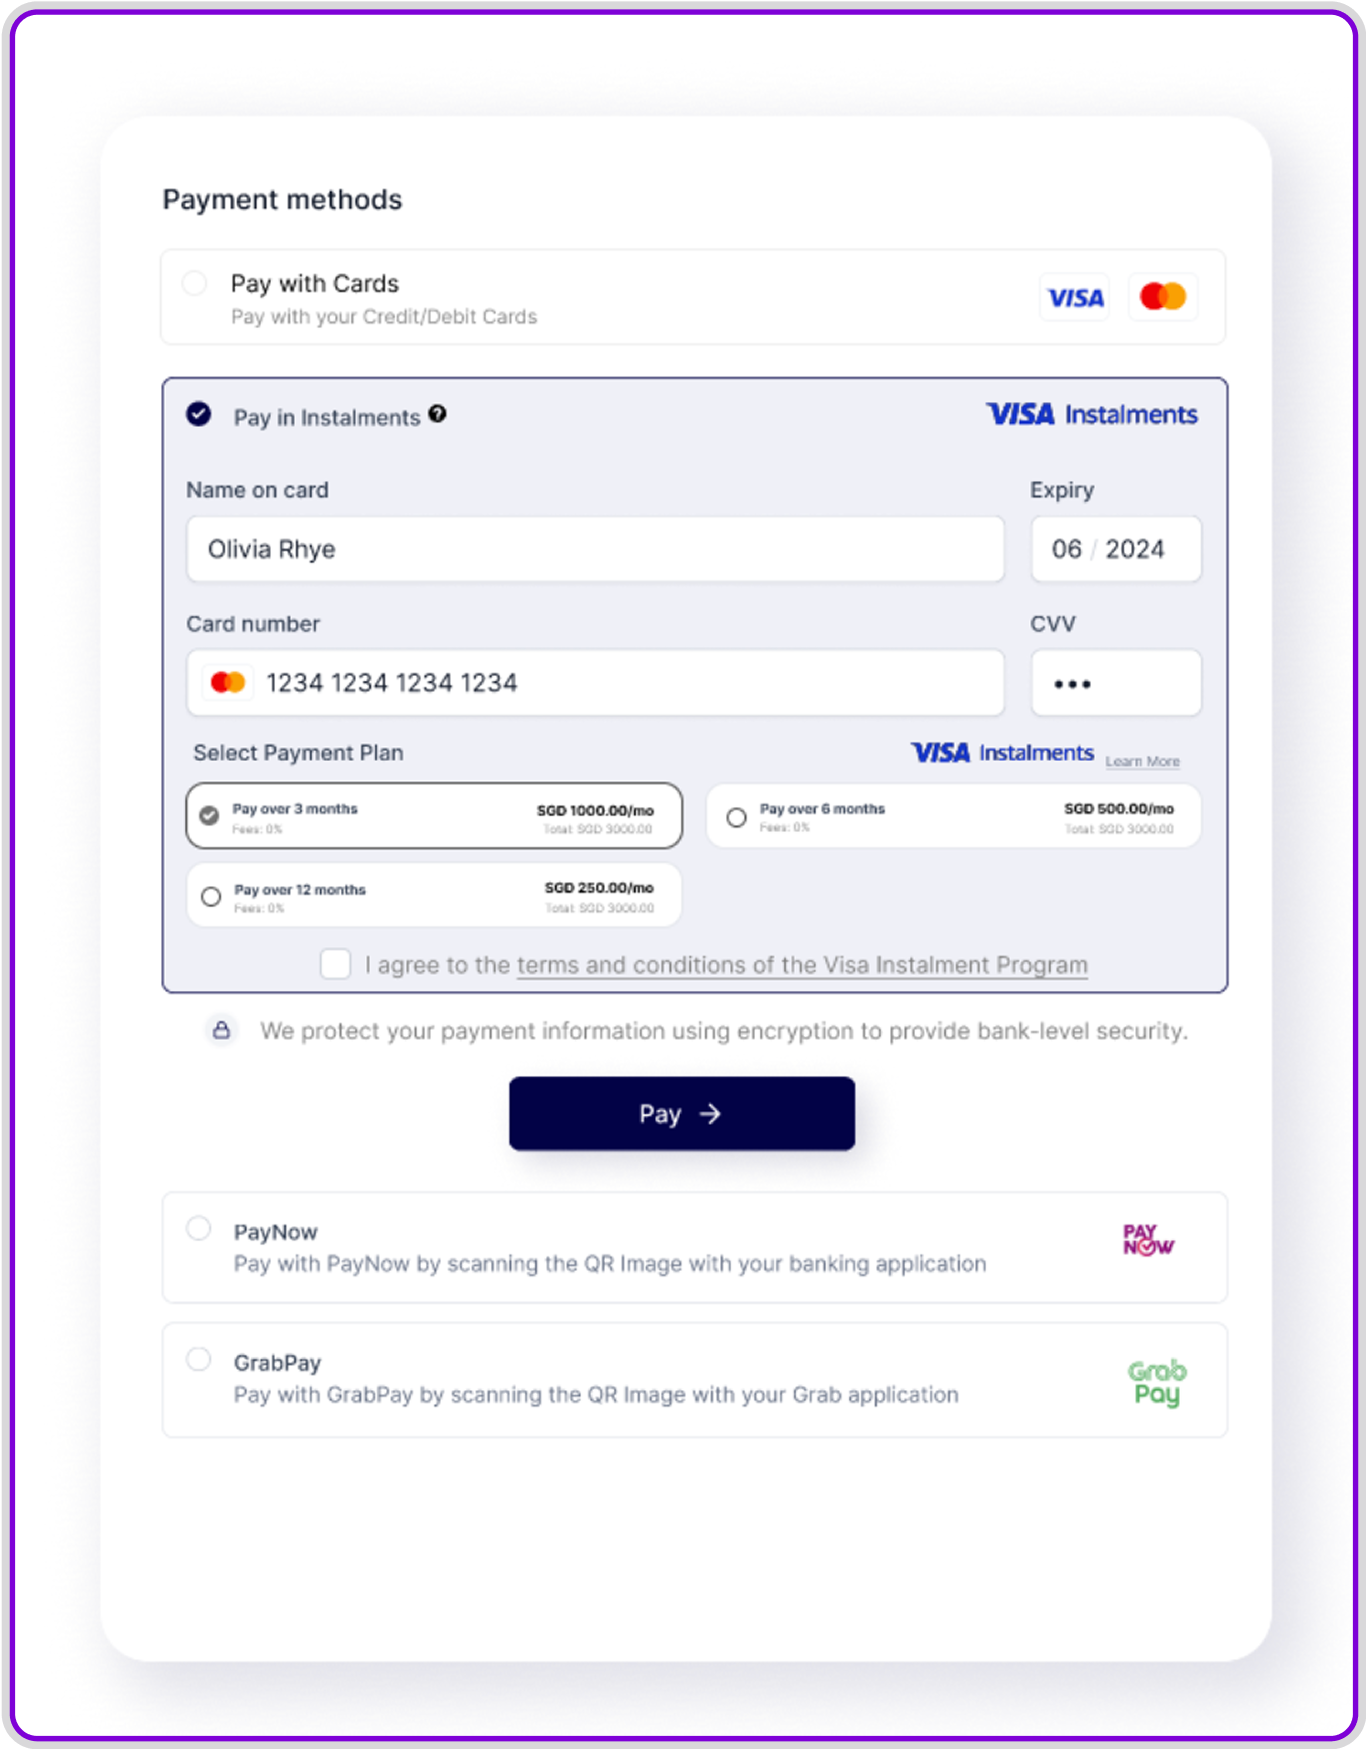 Payment methods
Pay with Cards
Pay with your Credit/Debit Cards
VISA
Pay in Instalments ?
VISA Instalments
Name on card
Expiry
Olivia Rhye
06 / 2024
Card number
CVV
1234 1234 1234 1234
•••
Select Payment Plan
VISA Instalments Learn More
Pay over 3 months
SGD 1000.00/mo
Fees: 0%
Total: SGD 3000.00
Pay over 6 months
SGD 500.00/mo
Fees: 0%
Total: SGD 3000.00
Pay over 12 months
SGD 250.00/mo
Fees: 0%
Total: SGD 3000.00
I agree to the terms and conditions of the Visa Instalment Program
We protect your payment information using encryption to provide bank-level security.
Pay →
PayNow
Pay with PayNow by scanning the QR Image with your banking application
PAY
NOW
GrabPay
Pay with GrabPay by scanning the QR Image with your Grab application
Grab
Pay